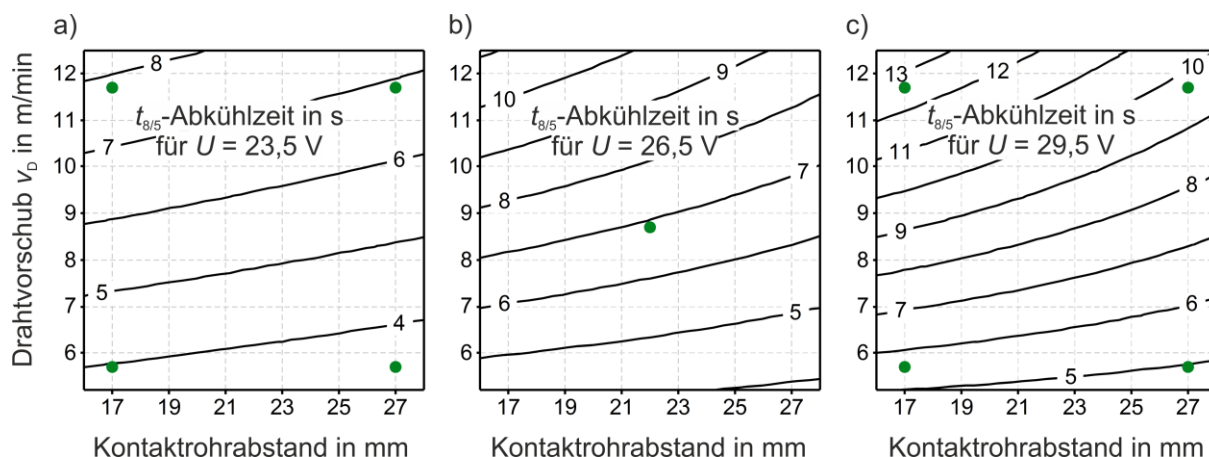 a)
b)
c)
Drahtvorschub v_D in m/min
12
11
10
9
8
7
6
8
7
6
5
4
t_8/5-Abkühlzeit in s
für U = 23,5 V
17 19 21 23 25 27
Kontaktrohrabstand in mm
12
11
10
9
8
7
6
10
9
8
7
6
5
t_8/5-Abkühlzeit in s
für U = 26,5 V
17 19 21 23 25 27
Kontaktrohrabstand in mm
12
11
10
9
8
7
6
13
12
11
10
9
8
7
6
5
t_8/5-Abkühlzeit in s
für U = 29,5 V
17 19 21 23 25 27
Kontaktrohrabstand in mm